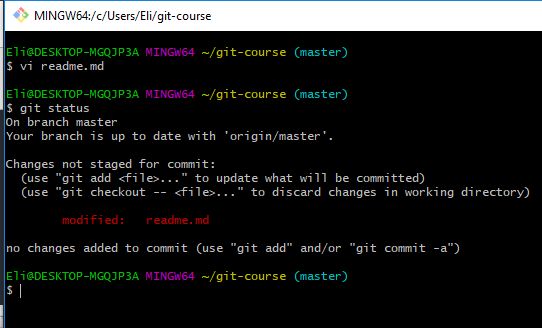 MINGW64:/c/Users/Eli/git-course
Eli@DESKTOP-MGQJP3A MINGW64 ~/git-course (master)
$ vi readme.md
Eli@DESKTOP-MGQJP3A MINGW64 ~/git-course (master)
$ git status
On branch master
Your branch is up to date with 'origin/master'.
Changes not staged for commit:
  (use "git add <file>..." to update what will be committed)
  (use "git checkout -- <file>..." to discard changes in working directory)
        modified:   readme.md
no changes added to commit (use "git add" and/or "git commit -a")
Eli@DESKTOP-MGQJP3A MINGW64 ~/git-course (master)
$